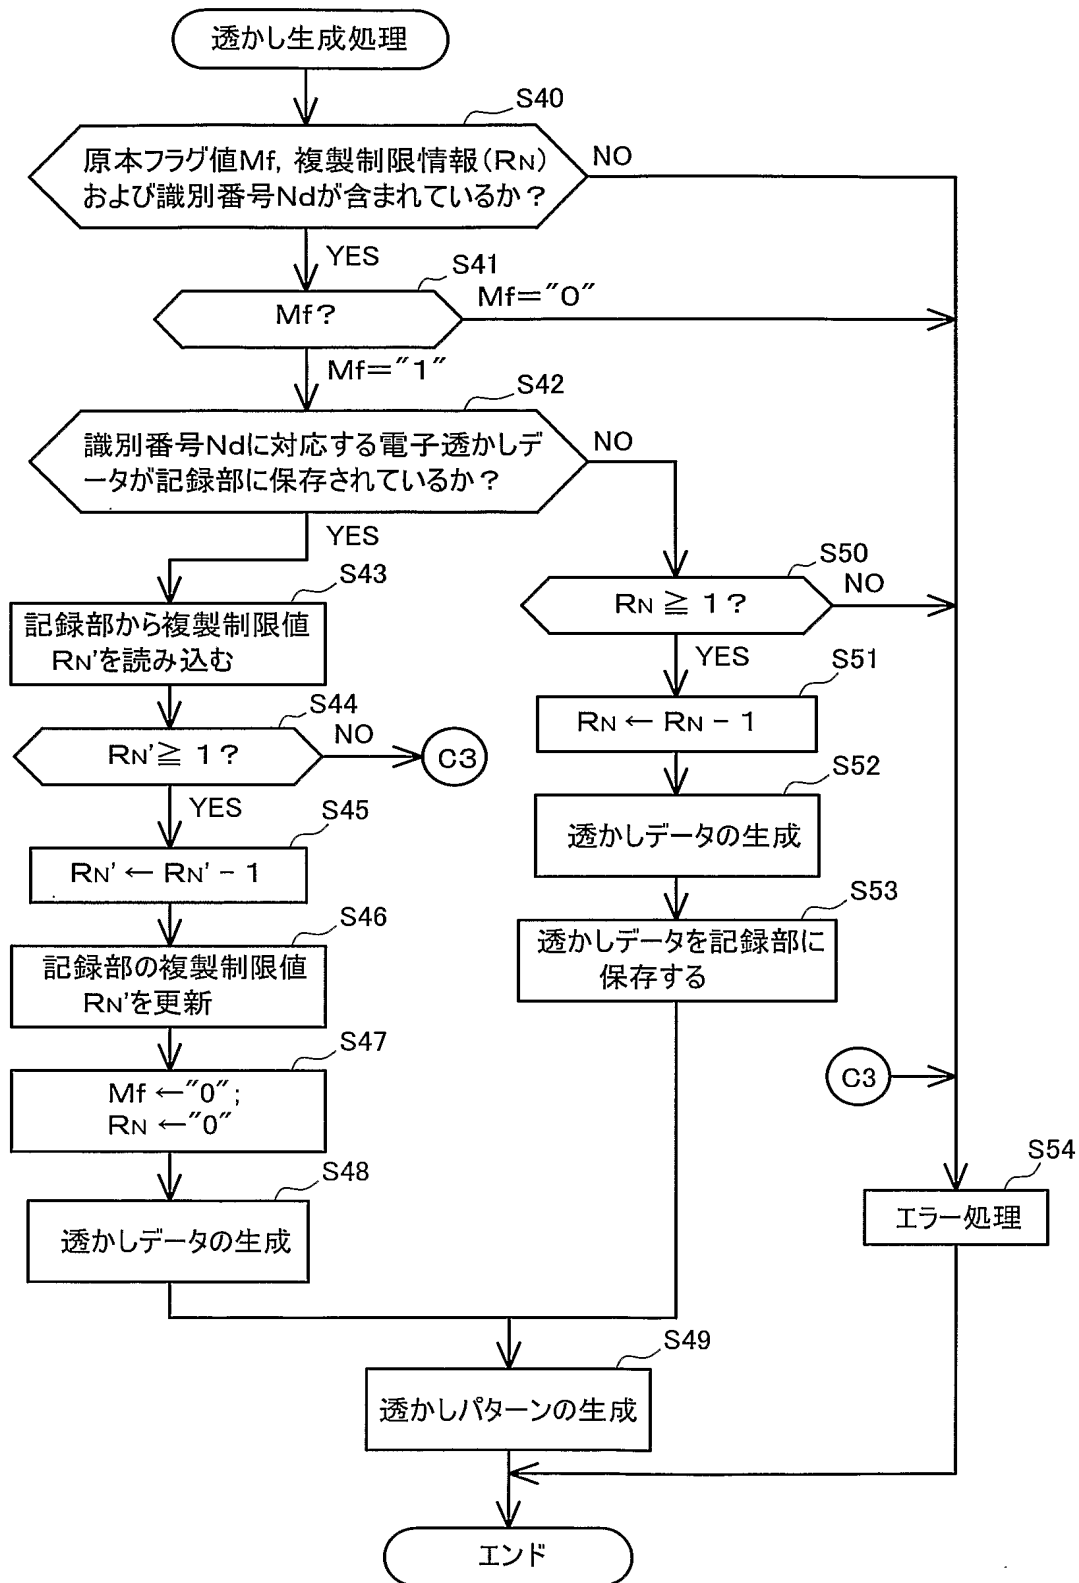 透かし生成処理
S40
原本フラグ値Mf, 複製制限情報(RN)
および識別番号Ndが含まれているか?
NO
YES
S41
Mf?
Mf="0"
Mf="1"
S42
識別番号Ndに対応する電子透かしデ
ータが記録部に保存されているか?
NO
YES
S43
記録部から複製制限値
RN'を読み込む
S44
RN'≧ 1?
NO
C3
YES
S45
RN' ← RN' - 1
S46
記録部の複製制限値
RN'を更新
S47
Mf ←"0";
RN ←"0"
S48
透かしデータの生成
S50
RN ≧ 1?
NO
YES
S51
RN ← RN - 1
S52
透かしデータの生成
S53
透かしデータを記録部に
保存する
C3
S54
エラー処理
S49
透かしパターンの生成
エンド